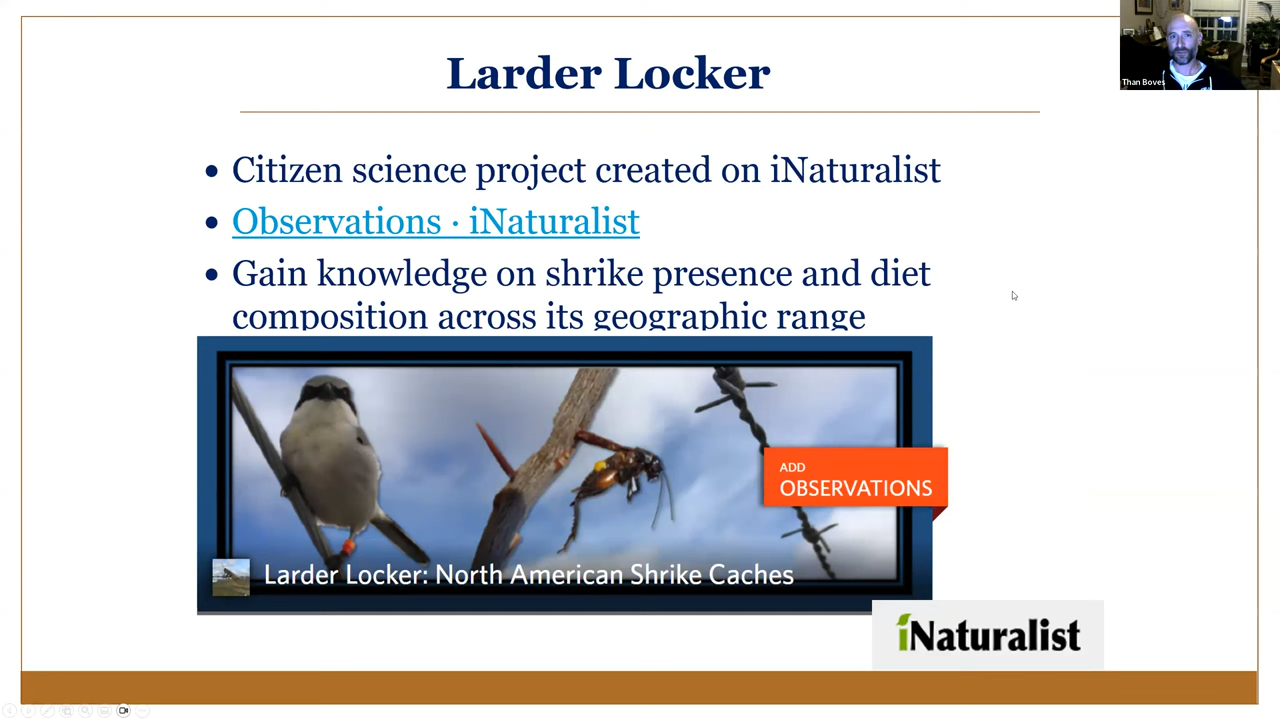 Larder Locker
Than Boves
• Citizen science project created on iNaturalist
• Observations · iNaturalist
• Gain knowledge on shrike presence and diet
composition across its geographic range
ADD
OBSERVATIONS
Larder Locker: North American Shrike Caches
iNaturalist